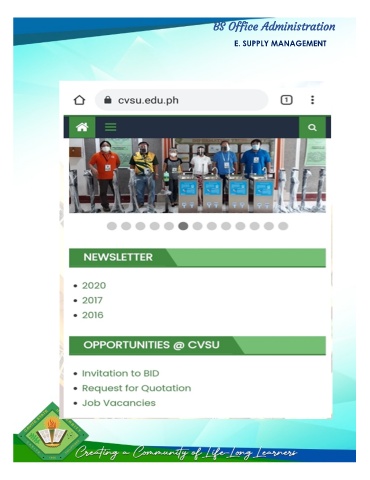 BS Office Administration
E. SUPPLY MANAGEMENT
cvsu.edu.ph
1
NEWSLETTER
2020
2017
2016
OPPORTUNITIES @ CVSU
Invitation to BID
Request for Quotation
Job Vacancies
Creating a Community of Life-Long Learners